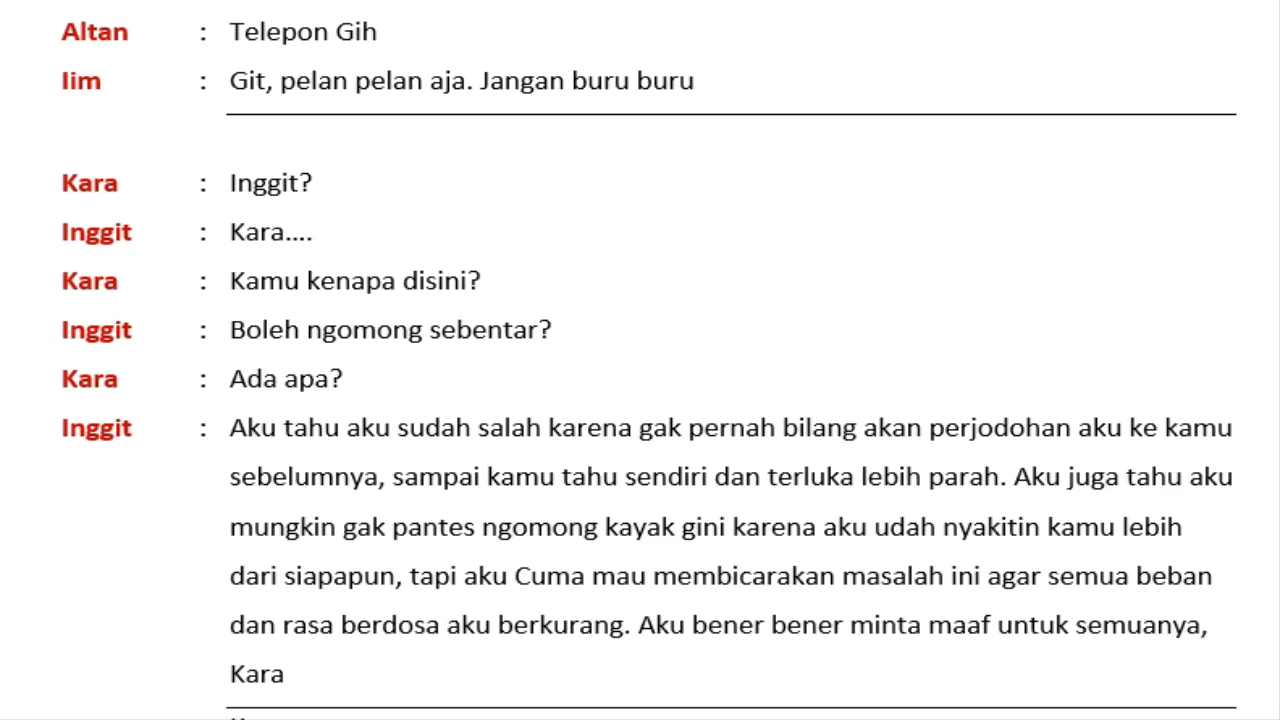 Altan : Telepon Gih
Iim : Git, pelan pelan aja. Jangan buru buru
Kara : Inggit?
Inggit : Kara....
Kara : Kamu kenapa disini?
Inggit : Boleh ngomong sebentar?
Kara : Ada apa?
Inggit : Aku tahu aku sudah salah karena gak pernah bilang akan perjodohan aku ke kamu
sebelumnya, sampai kamu tahu sendiri dan terluka lebih parah. Aku juga tahu aku
mungkin gak pantes ngomong kayak gini karena aku udah nyakitin kamu lebih
dari siapapun, tapi aku Cuma mau membicarakan masalah ini agar semua beban
dan rasa berdosa aku berkurang. Aku bener bener minta maaf untuk semuanya,
Kara